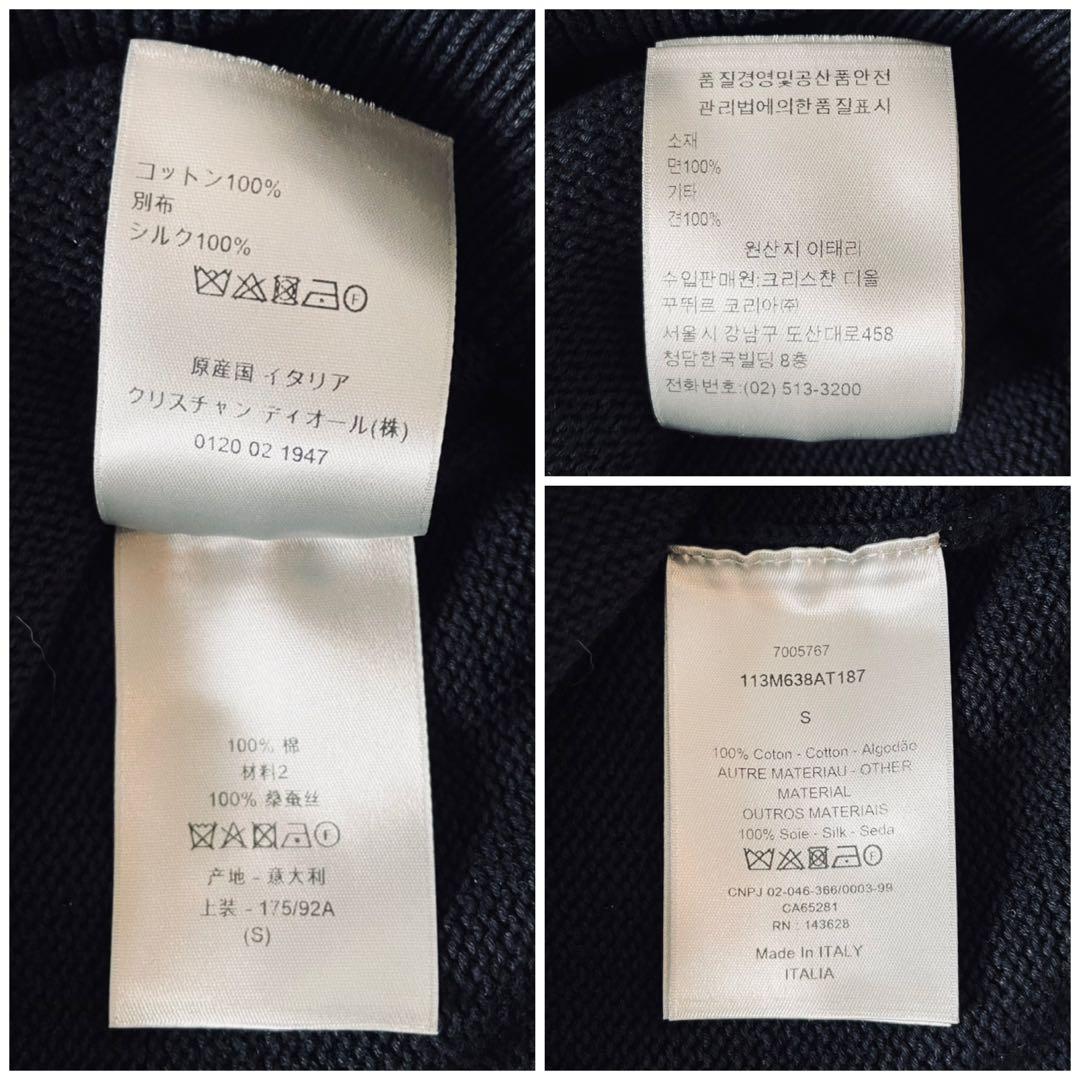 コットン100%
別布
シルク100%
原産国 イタリア
クリスチャン ディオール(株)
0120 02 1947
100% 棉
材料2
100% 桑蚕丝
F
产地 - 意大利
上装 - 175/92A
(S)
품질경영및공산품안전
관리법에의한품질표시
소재
면100%
기타
견100%
원산지 이태리
수입판매원:크리스챤 디올
꾸뛰르 코리아㈜
서울시 강남구 도산대로458
청담한국빌딩 8층
전화번호:(02) 513-3200
7005767
113M638AT187
S
100% Coton - Cotton - Algodão
AUTRE MATERIAU - OTHER
MATERIAL
OUTROS MATERIAIS
100% Soie - Silk - Seda
F
CNPJ 02-046-366/0003-99
CA65281
RN : 143628
Made In ITALY
ITALIA